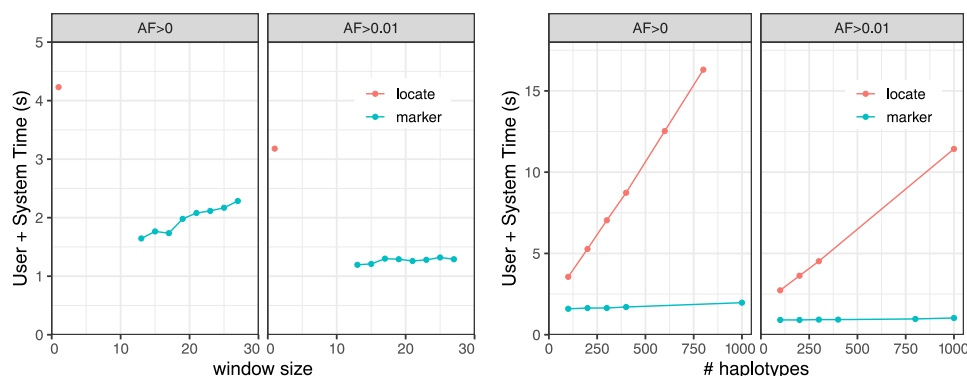 AF>0
AF>0.01
AF>0
AF>0.01
User + System Time (s)
5
4
3
2
1
0
locate
marker
0
10
20
30
0
10
20
30
window size
User + System Time (s)
15
10
5
0
locate
marker
0
250
500
750
1000
0
250
500
750
1000
# haplotypes